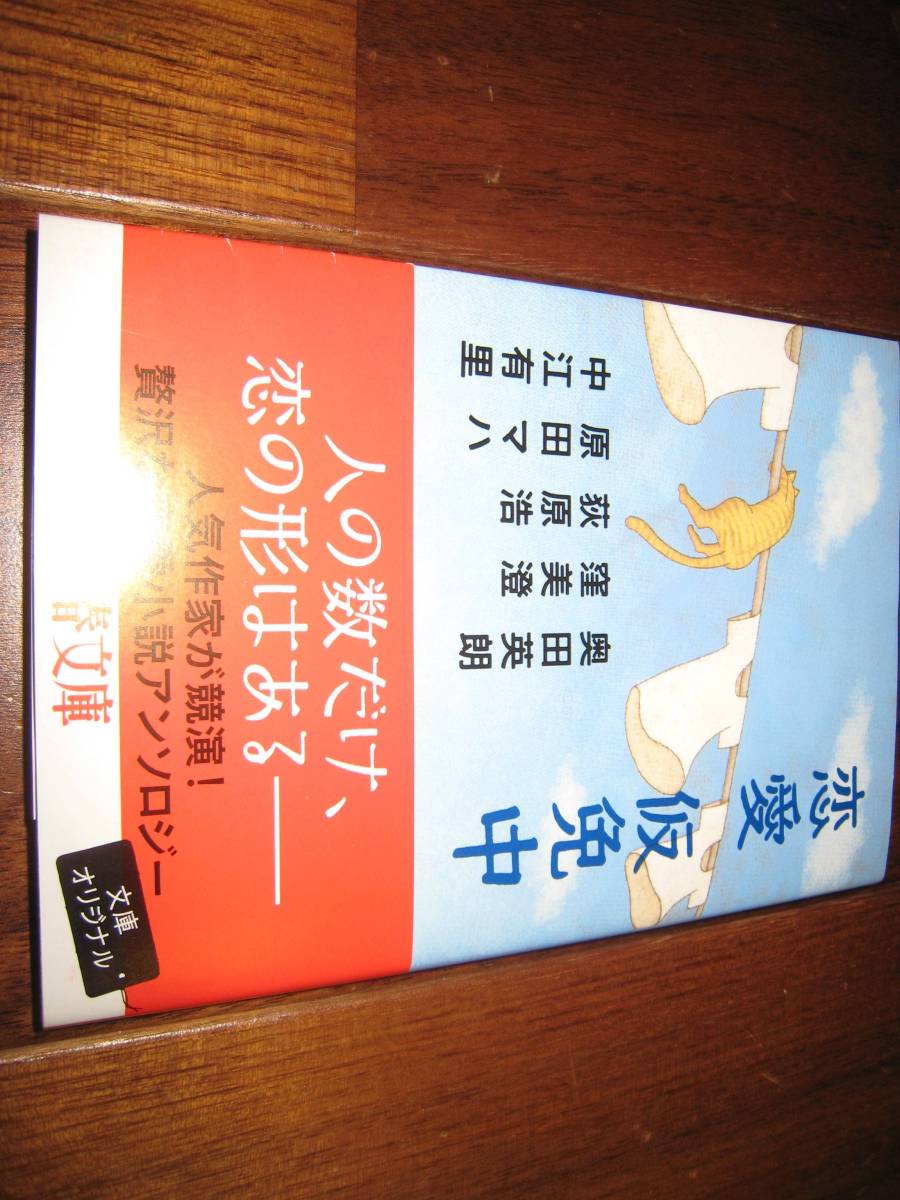 恋愛仮免中
奥田英朗
窪美澄
荻原浩
原田マハ
中江有里
人の数だけ、
恋の形はある――
人気作家が競演!
贅沢 小説アンソロジー
文庫
文庫
オリジナル